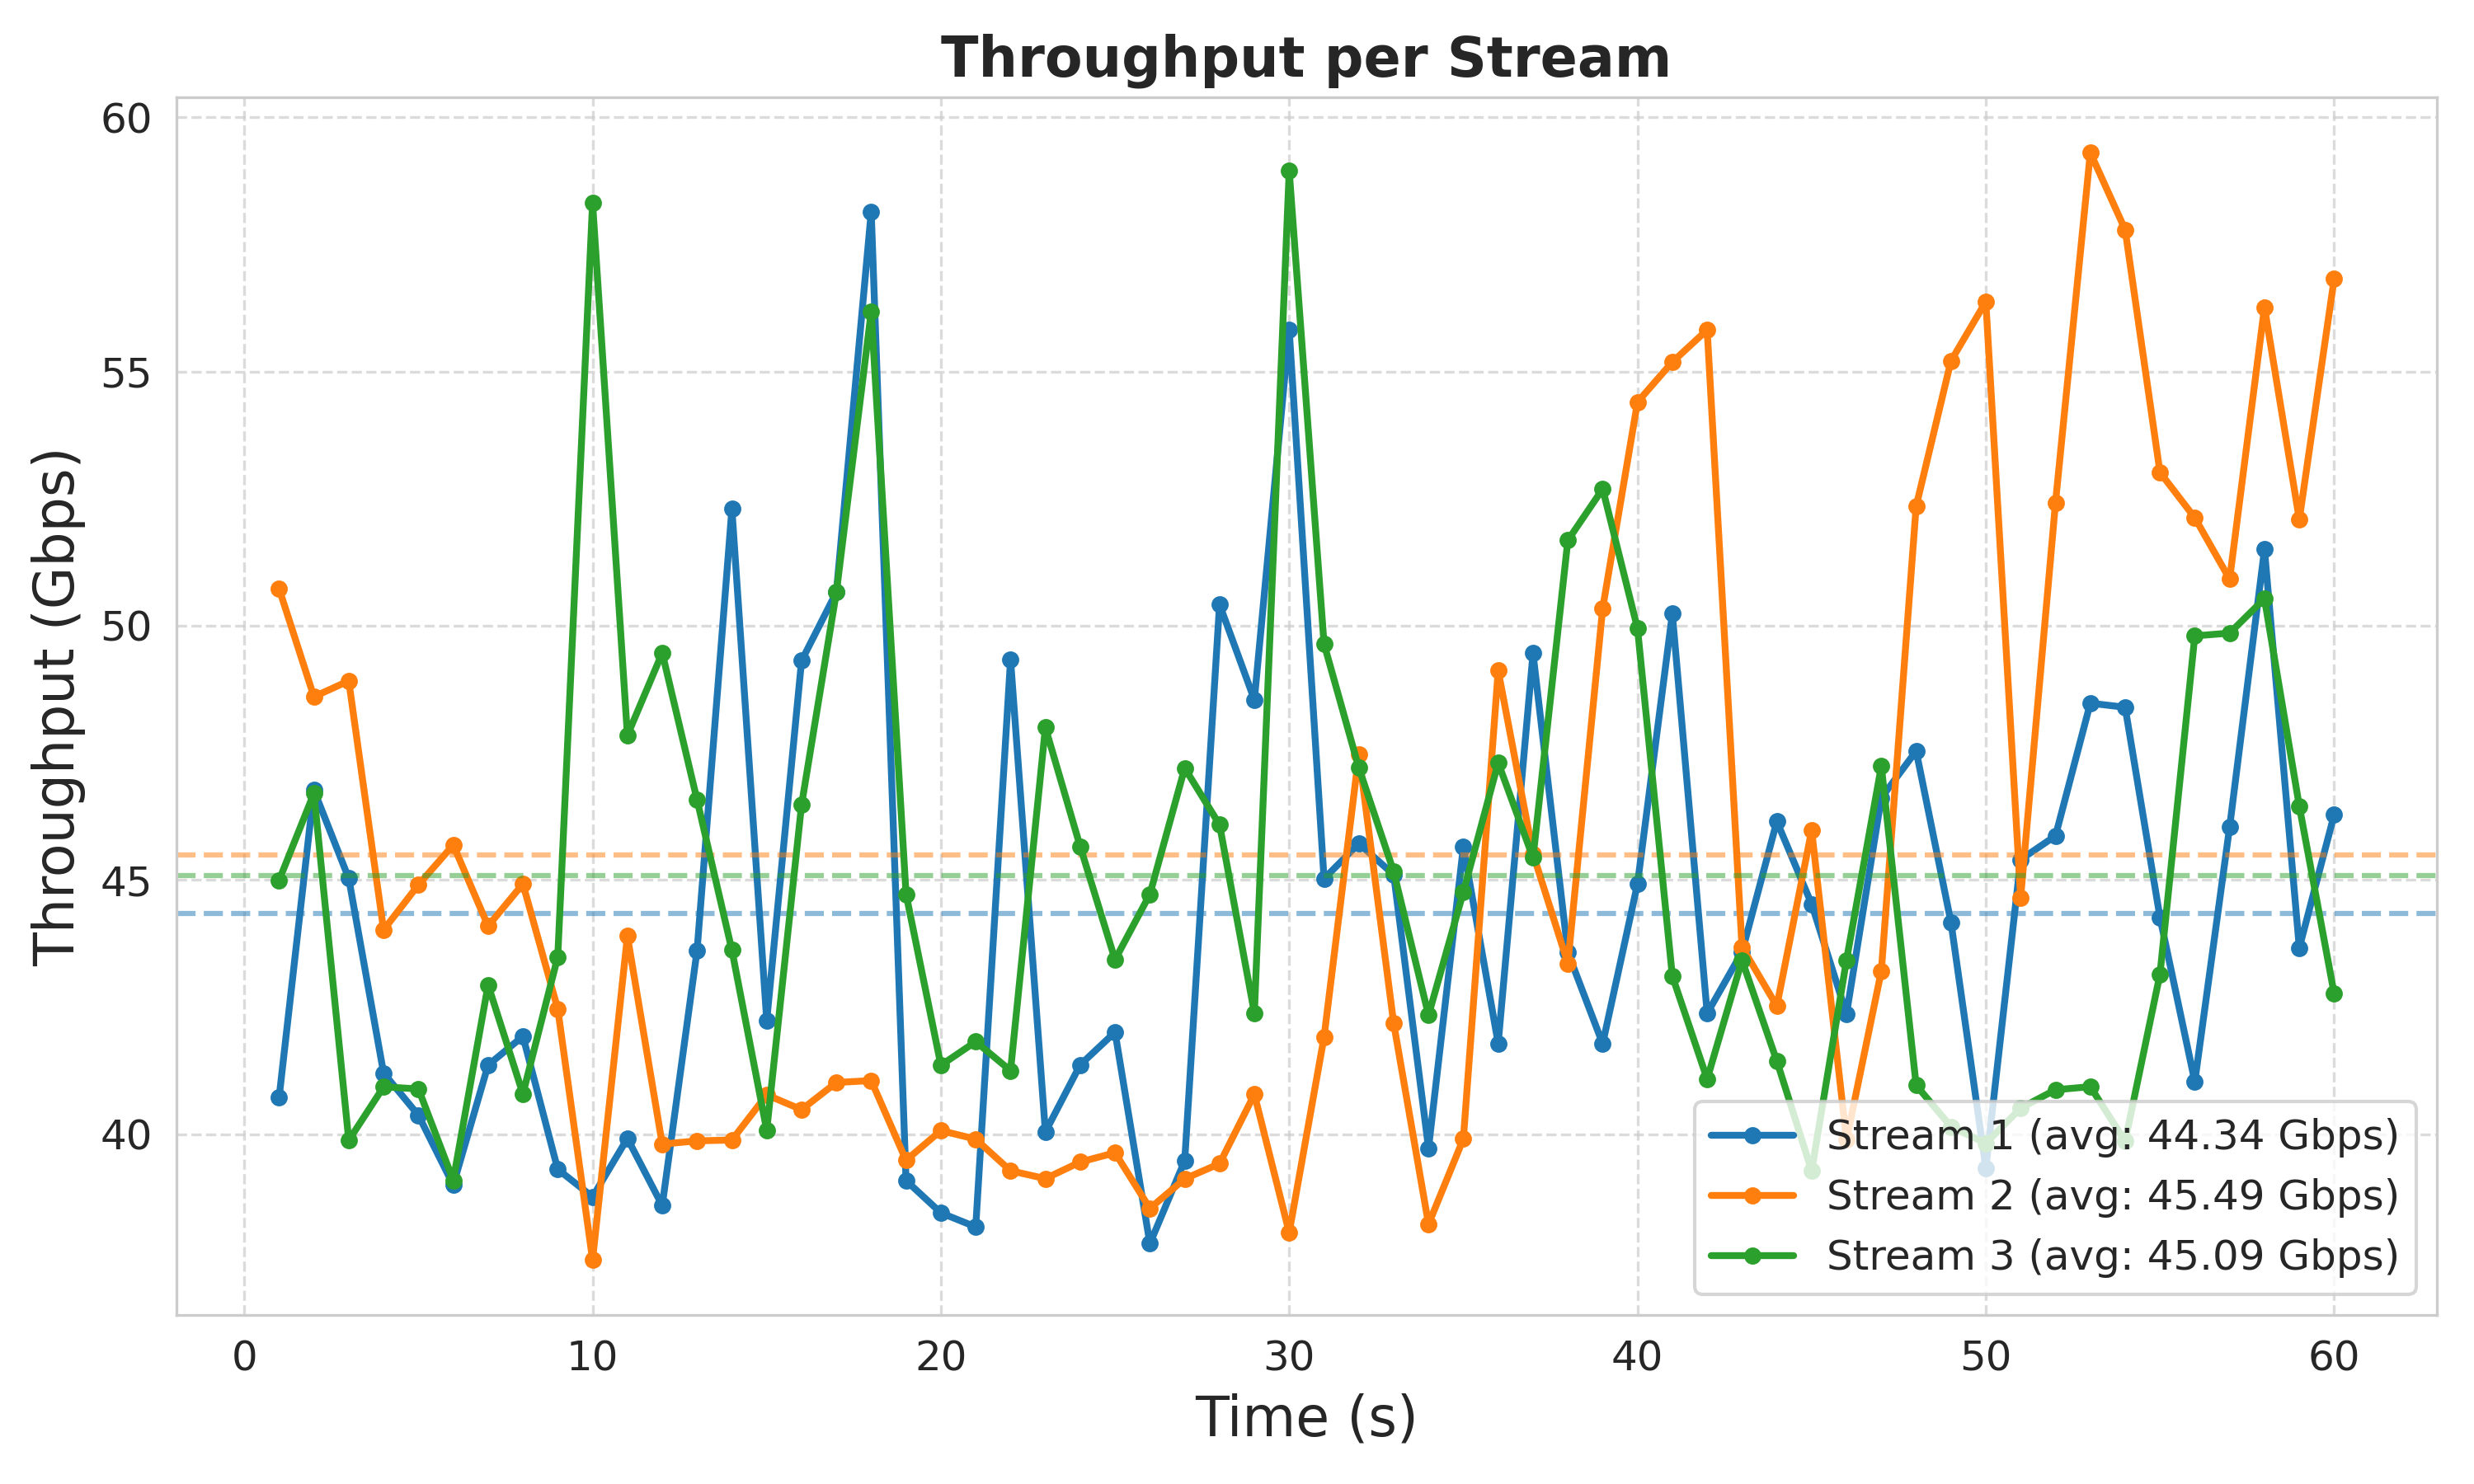 Throughput per Stream
Throughput (Gbps)
60
55
50
45
40
0 10 20 30 40 50 60
Time (s)
Stream 1 (avg: 44.34 Gbps)
Stream 2 (avg: 45.49 Gbps)
Stream 3 (avg: 45.09 Gbps)